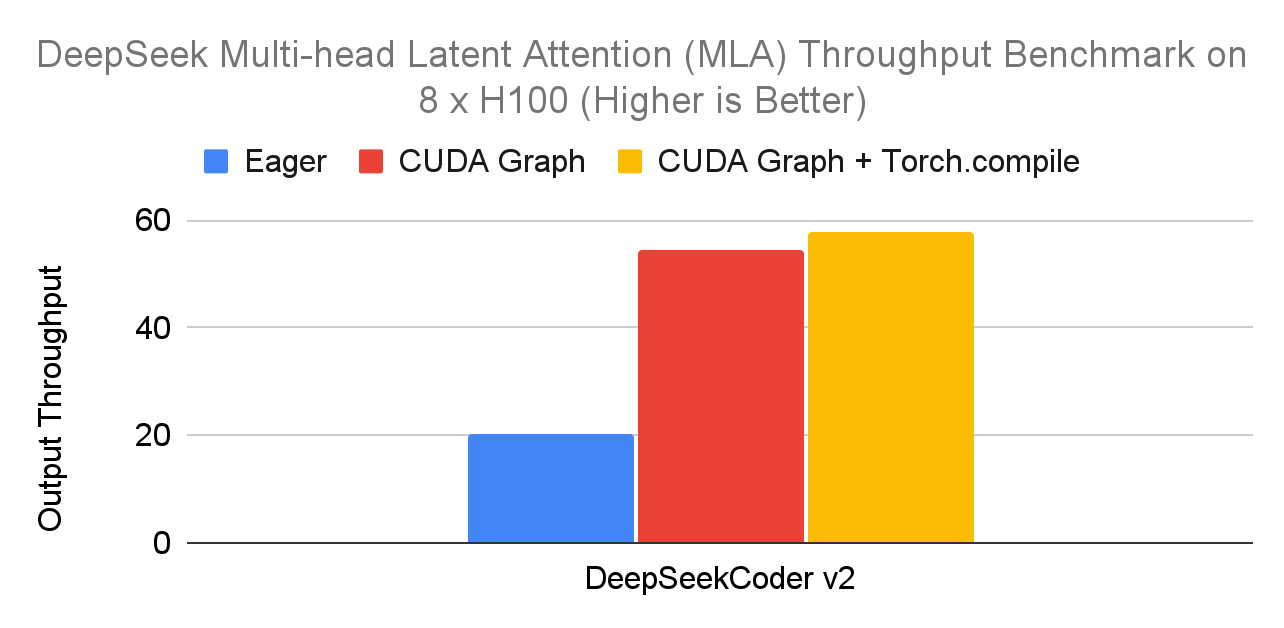 DeepSeek Multi-head Latent Attention (MLA) Throughput Benchmark on
8 x H100 (Higher is Better)
Eager
CUDA Graph
CUDA Graph + Torch.compile
Output Throughput
60
40
20
0
DeepSeekCoder v2